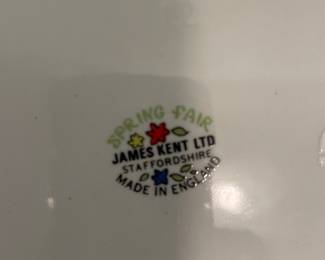 SPRING FAIR
JAMES KENT LTD
STAFFORDSHIRE
MADE IN ENGLAND